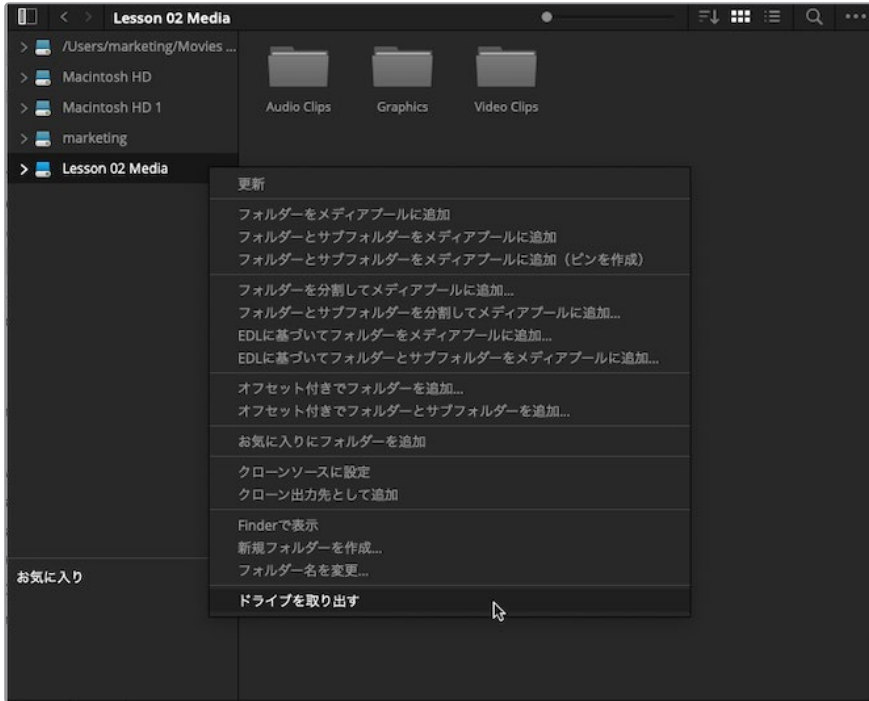 Lesson 02 Media
/Users/marketing/Movies ...
Macintosh HD
Macintosh HD 1
marketing
Lesson 02 Media
Audio Clips
Graphics
Video Clips
更新
フォルダーをメディアプールに追加
フォルダーとサブフォルダーをメディアプールに追加
フォルダーとサブフォルダーをメディアプールに追加（ビンを作成）
フォルダーを分割してメディアプールに追加...
フォルダーとサブフォルダーを分割してメディアプールに追加...
EDLに基づいてフォルダーをメディアプールに追加...
EDLに基づいてフォルダーとサブフォルダーをメディアプールに追加...
オフセット付きでフォルダーを追加...
オフセット付きでフォルダーとサブフォルダーを追加...
お気に入りにフォルダーを追加
クローンソースに設定
クローン出力先として追加
Finderで表示
新規フォルダーを作成...
フォルダー名を変更...
ドライブを取り出す
お気に入り